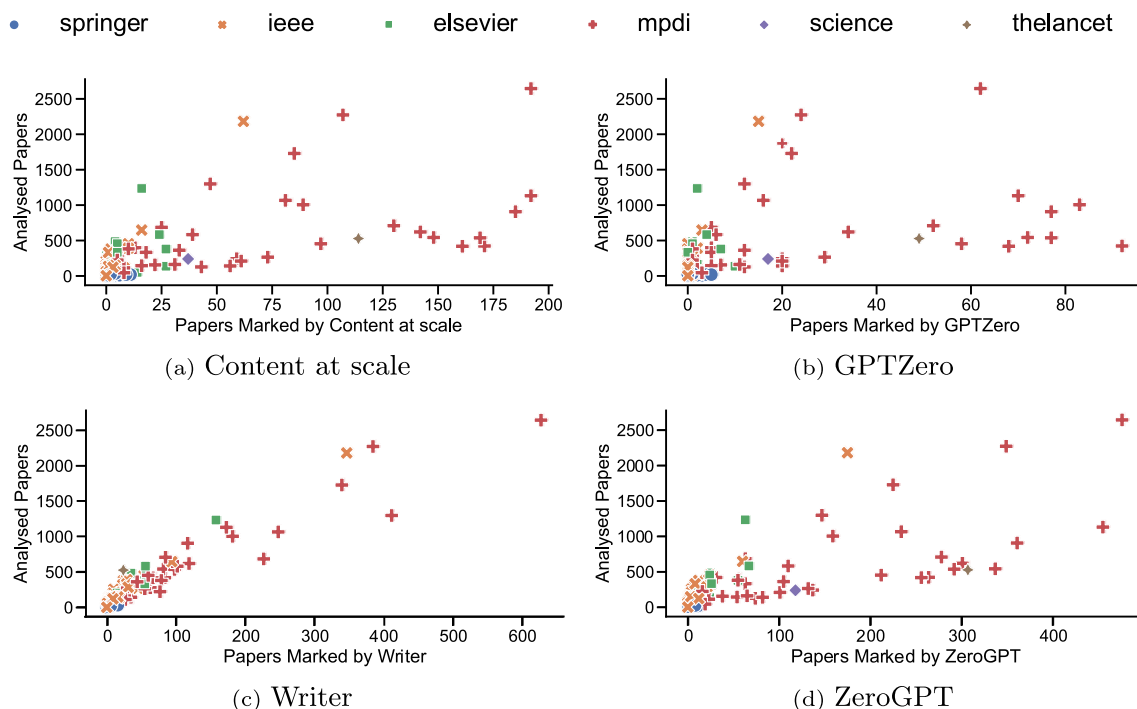 springer ieee elsevier mpdi science thelancet
Analysed Papers
2500
2000
1500
1000
500
0
0 25 50 75 100 125 150 175 200
Papers Marked by Content at scale
(a) Content at scale
Analysed Papers
2500
2000
1500
1000
500
0
0 20 40 60 80
Papers Marked by GPTZero
(b) GPTZero
Analysed Papers
2500
2000
1500
1000
500
0
0 100 200 300 400 500 600
Papers Marked by Writer
(c) Writer
Analysed Papers
2500
2000
1500
1000
500
0
0 100 200 300 400
Papers Marked by ZeroGPT
(d) ZeroGPT